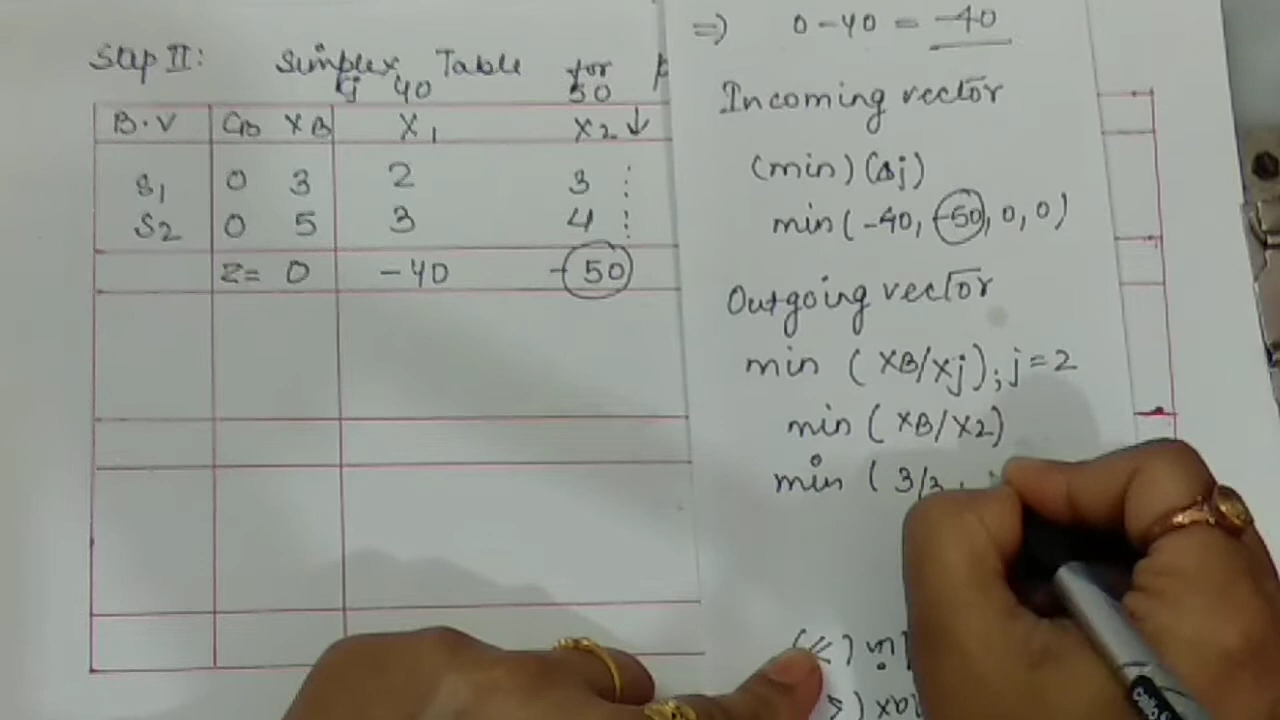 Step II: Simplex Table for
Cj 40 50
B.V CB XB X1 X2 ↓
S1 0 3 2 3
S2 0 5 3 4
Z= 0 -40 -50
=) 0-40 = -40
Incoming vector
(min) (Δj)
min(-40, -50, 0, 0)
Outgoing vector
min (XB/Xj); j=2
min (XB/X2)
min (3/3,